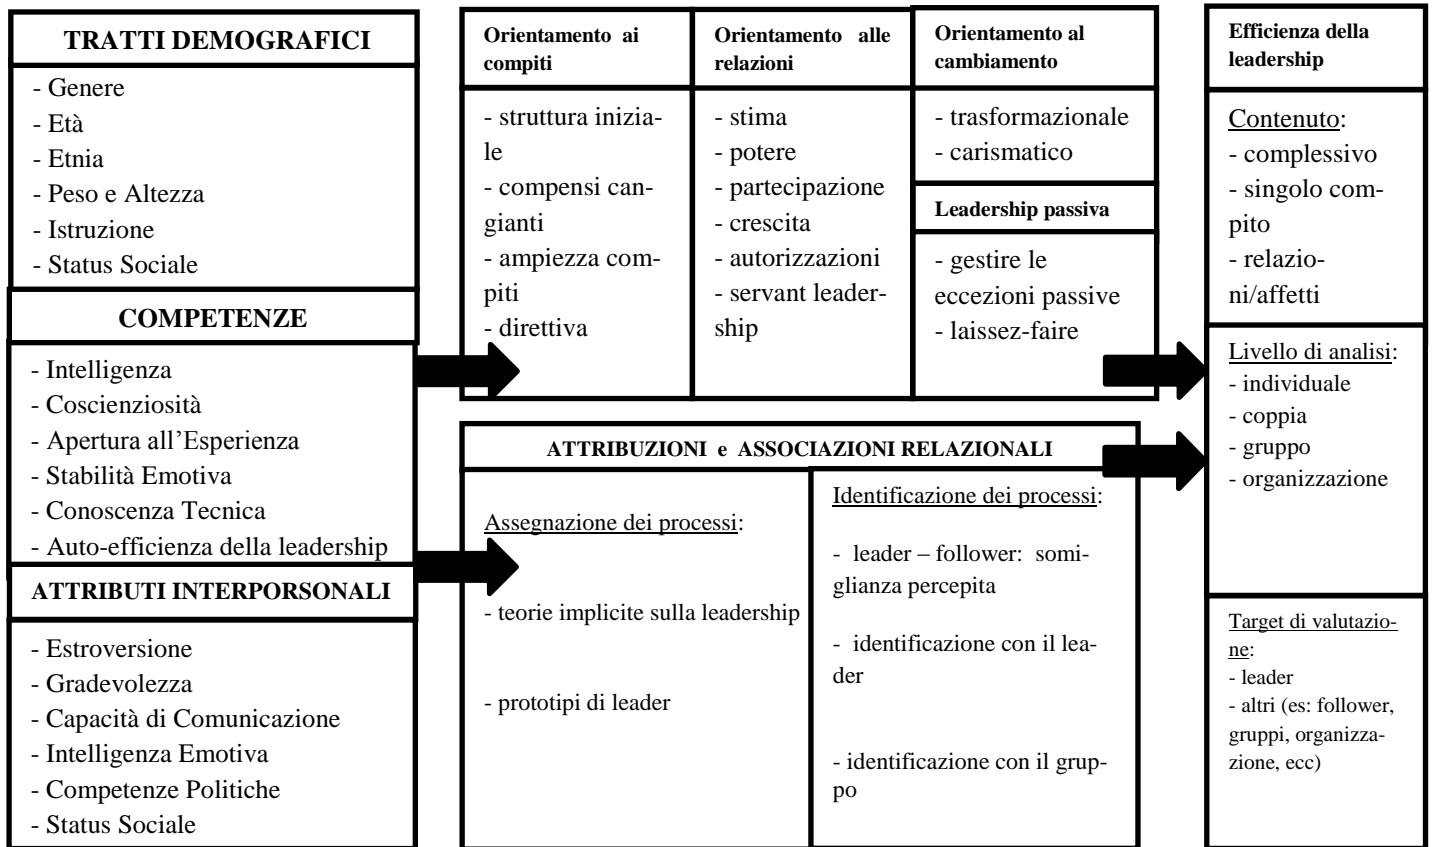 TRATTI DEMOGRAFICI
- Genere
- Età
- Etnia
- Peso e Altezza
- Istruzione
- Status Sociale
COMPETENZE
- Intelligenza
- Coscienziosità
- Apertura all’Esperienza
- Stabilità Emotiva
- Conoscenza Tecnica
- Auto-efficienza della leadership
ATTRIBUTI INTERPORSONALI
- Estroversione
- Gradevolezza
- Capacità di Comunicazione
- Intelligenza Emotiva
- Competenze Politiche
- Status Sociale
Orientamento ai
compiti
- struttura inizia-
le
- compensi can-
gianti
- ampiezza com-
piti
- direttiva
Orientamento alle
relazioni
- stima
- potere
- partecipazione
- crescita
- autorizzazioni
- servant leader-
ship
Orientamento al
cambiamento
- trasformazionale
- carismatico
Leadership passiva
- gestire le
eccezioni passive
- laissez-faire
ATTRIBUZIONI e ASSOCIAZIONI RELAZIONALI
Assegnazione dei processi:
- teorie implicite sulla leadership
- prototipi di leader
Identificazione dei processi:
- leader – follower: somi-
glianza percepita
- identificazione con il lea-
der
- identificazione con il grup-
po
Efficienza della
leadership
Contenuto:
- complessivo
- singolo com-
pito
- relazio-
ni/affetti
Livello di analisi:
- individuale
- coppia
- gruppo
- organizzazione
Target di valutazio-
ne:
- leader
- altri (es: follower,
gruppi, organizza-
zione, ecc)